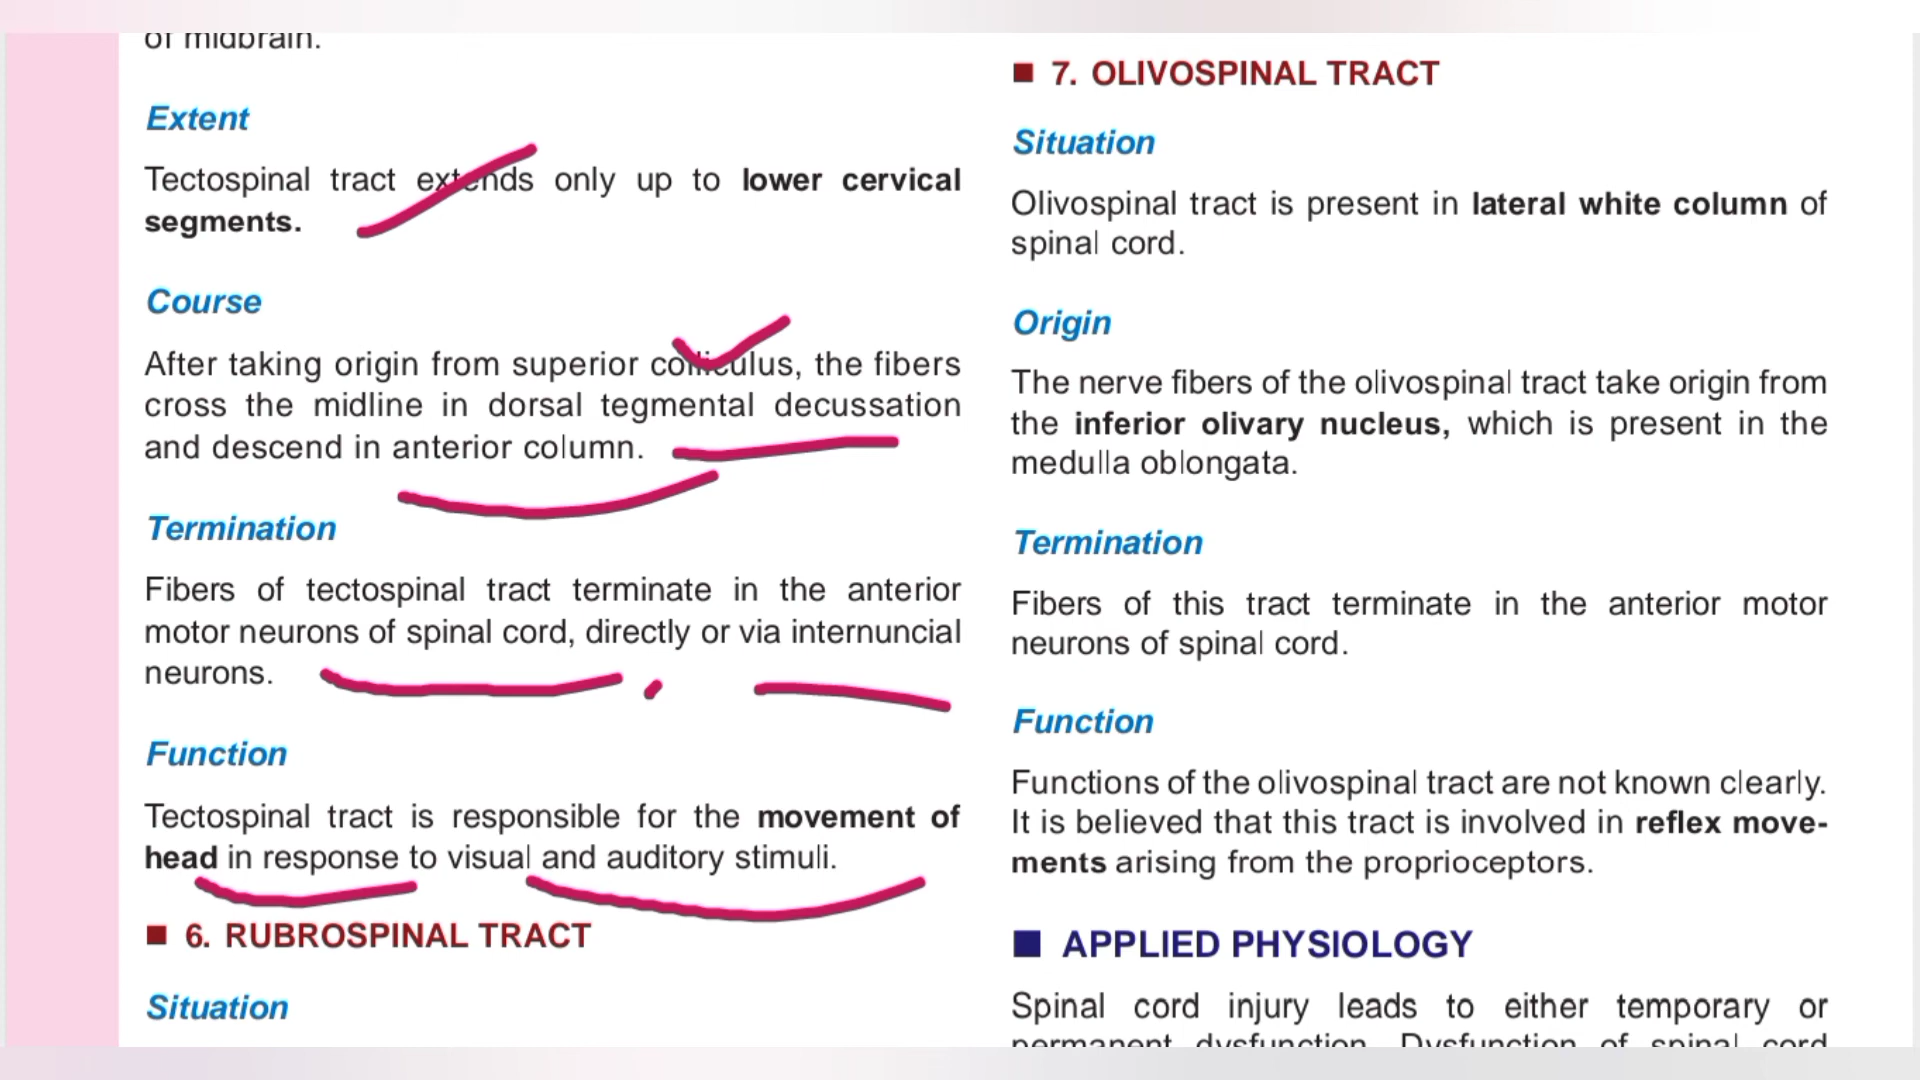 of midbrain.
Extent
Tectospinal tract extends only up to lower cervical
segments.
Course
After taking origin from superior colliculus, the fibers
cross the midline in dorsal tegmental decussation
and descend in anterior column.
Termination
Fibers of tectospinal tract terminate in the anterior
motor neurons of spinal cord, directly or via internuncial
neurons.
Function
Tectospinal tract is responsible for the movement of
head in response to visual and auditory stimuli.
■ 6. RUBROSPINAL TRACT
Situation
■ 7. OLIVOSPINAL TRACT
Situation
Olivospinal tract is present in lateral white column of
spinal cord.
Origin
The nerve fibers of the olivospinal tract take origin from
the inferior olivary nucleus, which is present in the
medulla oblongata.
Termination
Fibers of this tract terminate in the anterior motor
neurons of spinal cord.
Function
Functions of the olivospinal tract are not known clearly.
It is believed that this tract is involved in reflex move-
ments arising from the proprioceptors.
■ APPLIED PHYSIOLOGY
Spinal cord injury leads to either temporary or
permanent dysfunction. Dysfunction of spinal cord